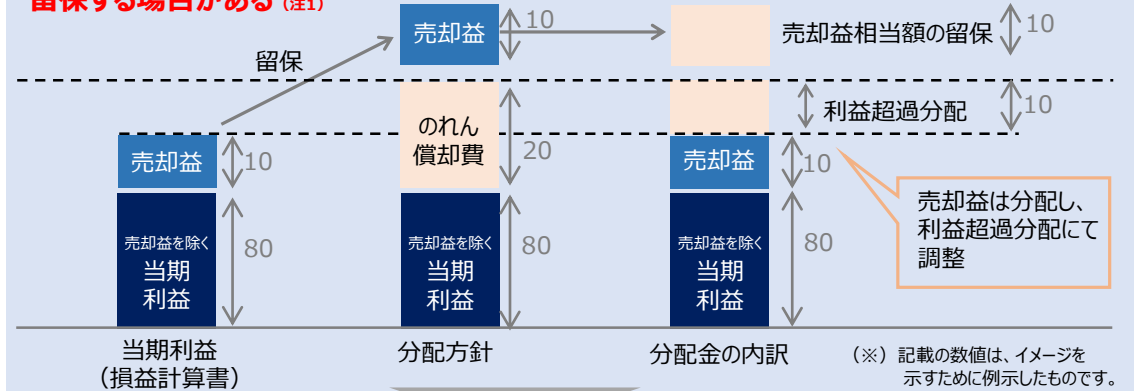 留保する場合がある（注1）
売却益
10
売却益相当額の留保
10
留保
のれん
償却費
20
利益超過分配
10
売却益
10
売却益
10
売却益は分配し、
利益超過分配にて
調整
売却益を除く
当期
利益
80
売却益を除く
当期
利益
80
売却益を除く
当期
利益
80
当期利益
（損益計算書）
分配方針
分配金の内訳
（※）記載の数値は、イメージを
示すために例示したものです。